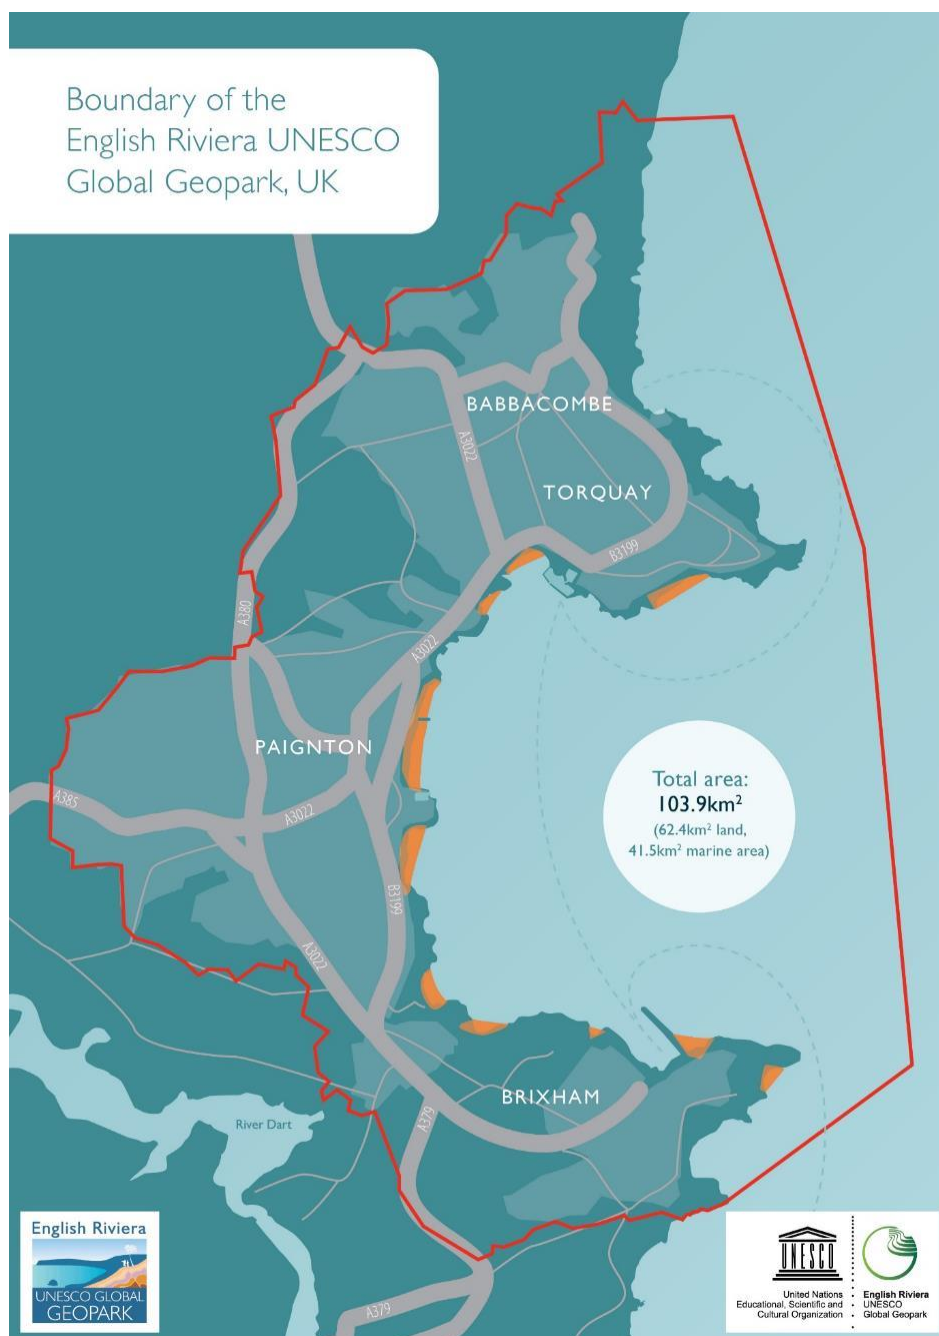 Boundary of the
English Riviera UNESCO
Global Geopark, UK
BABBACOMBE
A3022
TORQUAY
B3199
A380
A3022
PAIGNTON
Total area:
103.9km²
(62.4km² land,
41.5km² marine area)
A385
A3022
B3199
A3022
BRIXHAM
A379
River Dart
English Riviera
UNESCO GLOBAL
GEOPARK
A379
UNESCO
United Nations
Educational, Scientific and
Cultural Organization
English Riviera
UNESCO
Global Geopark